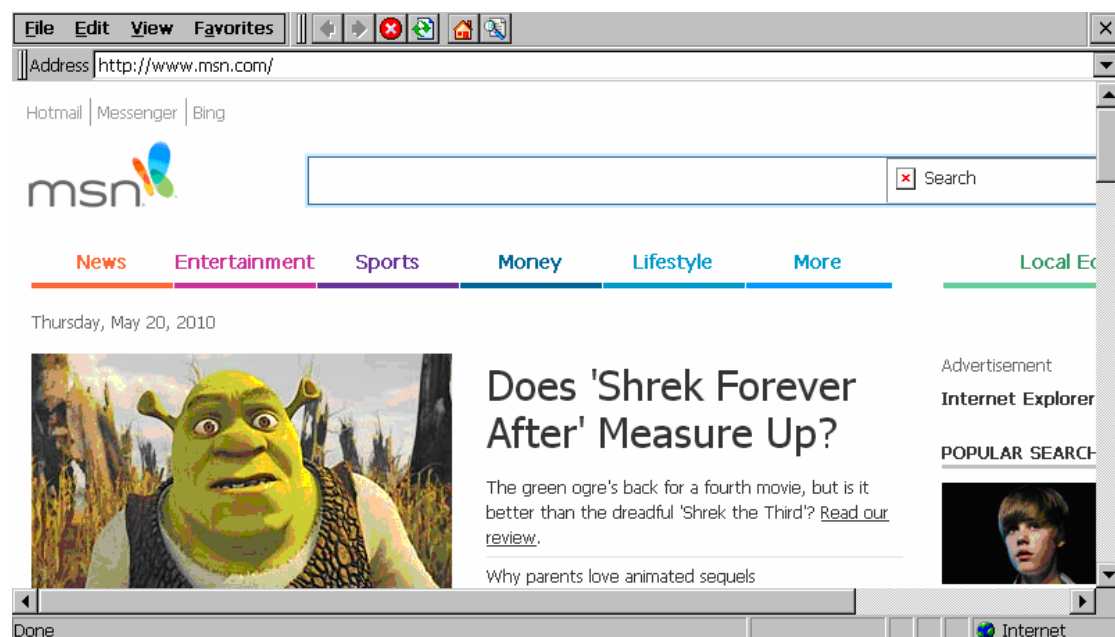 File Edit View Favorites
Address http://www.msn.com/
Hotmail Messenger Bing
msn
Search
News Entertainment Sports Money Lifestyle More Local
Thursday, May 20, 2010
Advertisement
Internet Explorer
POPULAR SEARCH
Does 'Shrek Forever
After' Measure Up?
The green ogre's back for a fourth movie, but is it
better than the dreadful 'Shrek the Third'? Read our
review.
Why parents love animated sequels
Done Internet